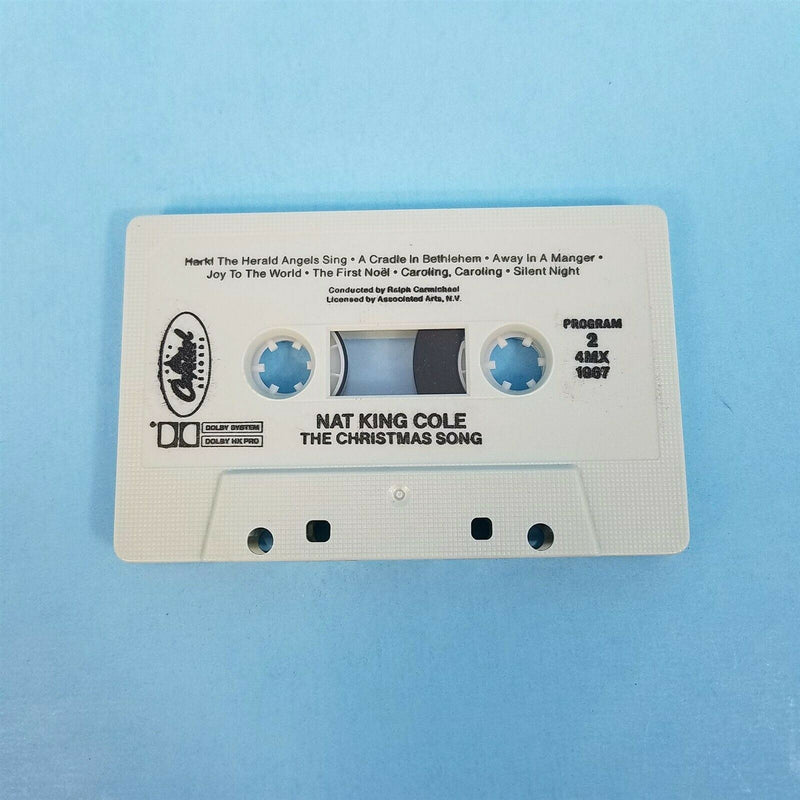 Hark! The Herald Angels Sing • A Cradle In Bethlehem • Away In A Manger •
Joy To The World • The First Noël • Caroling, Caroling • Silent Night
Conducted by Ralph Carmichael
Licensed by Associated Arts, N.V.
Capitol
RECORDS
PROGRAM
2
4MX
1967
DOLBY SYSTEM
DOLBY HX PRO
NAT KING COLE
THE CHRISTMAS SONG